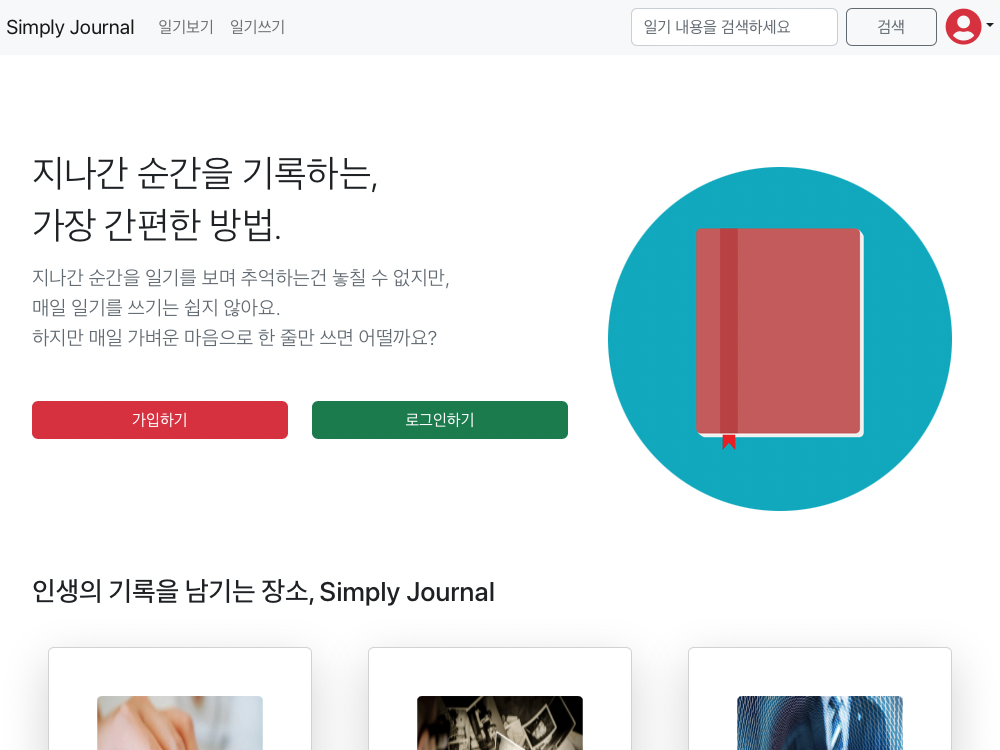 Simply Journal 일기보기 일기쓰기 일기 내용을 검색하세요 검색
지나간 순간을 기록하는,
가장 간편한 방법.
지나간 순간을 일기를 보며 추억하는건 놓칠 수 없지만,
매일 일기를 쓰기는 쉽지 않아요.
하지만 매일 가벼운 마음으로 한 줄만 쓰면 어떨까요?
가입하기 로그인하기
인생의 기록을 남기는 장소, Simply Journal